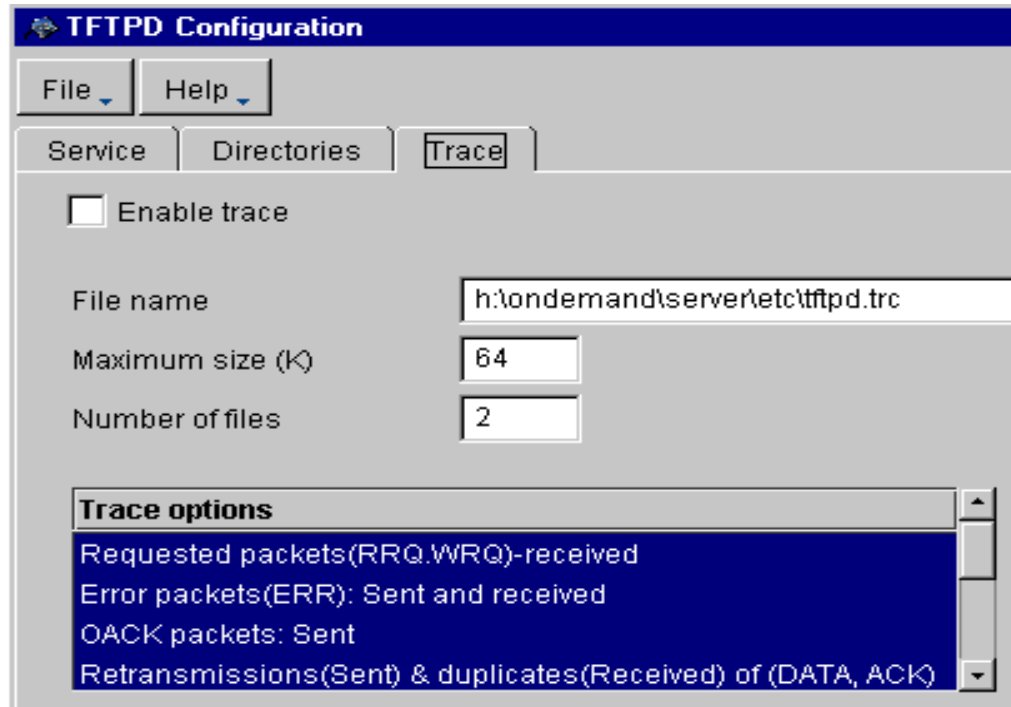 TFTPD Configuration
File Help
Service Directories Trace
Enable trace
File name h:\ondemand\server\etc\tftpd.trc
Maximum size (K) 64
Number of files 2
Trace options
Requested packets(RRQ.WRQ)-received
Error packets(ERR): Sent and received
OACK packets: Sent
Retransmissions(Sent) & duplicates(Received) of (DATA, ACK)